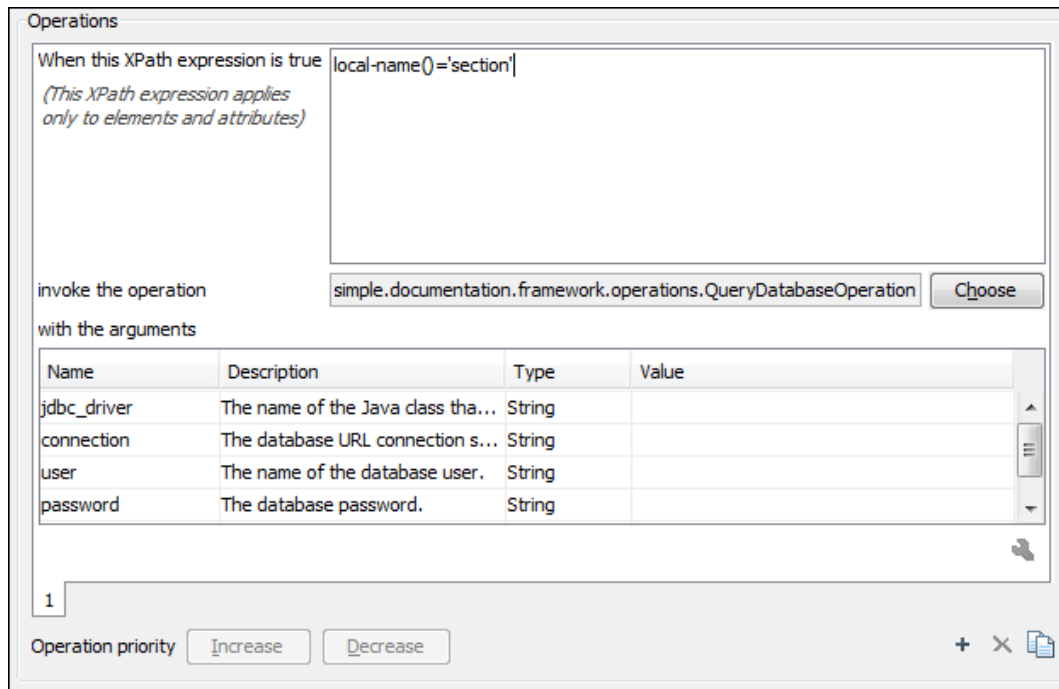 Operations
When this XPath expression is true local-name()='section'
(This XPath expression applies
only to elements and attributes)
invoke the operation simple.documentation.framework.operations.QueryDatabaseOperation Choose
with the arguments
Name Description Type Value
jdbc_driver The name of the Java class tha... String
connection The database URL connection s... String
user The name of the database user. String
password The database password. String
1
Operation priority Increase Decrease